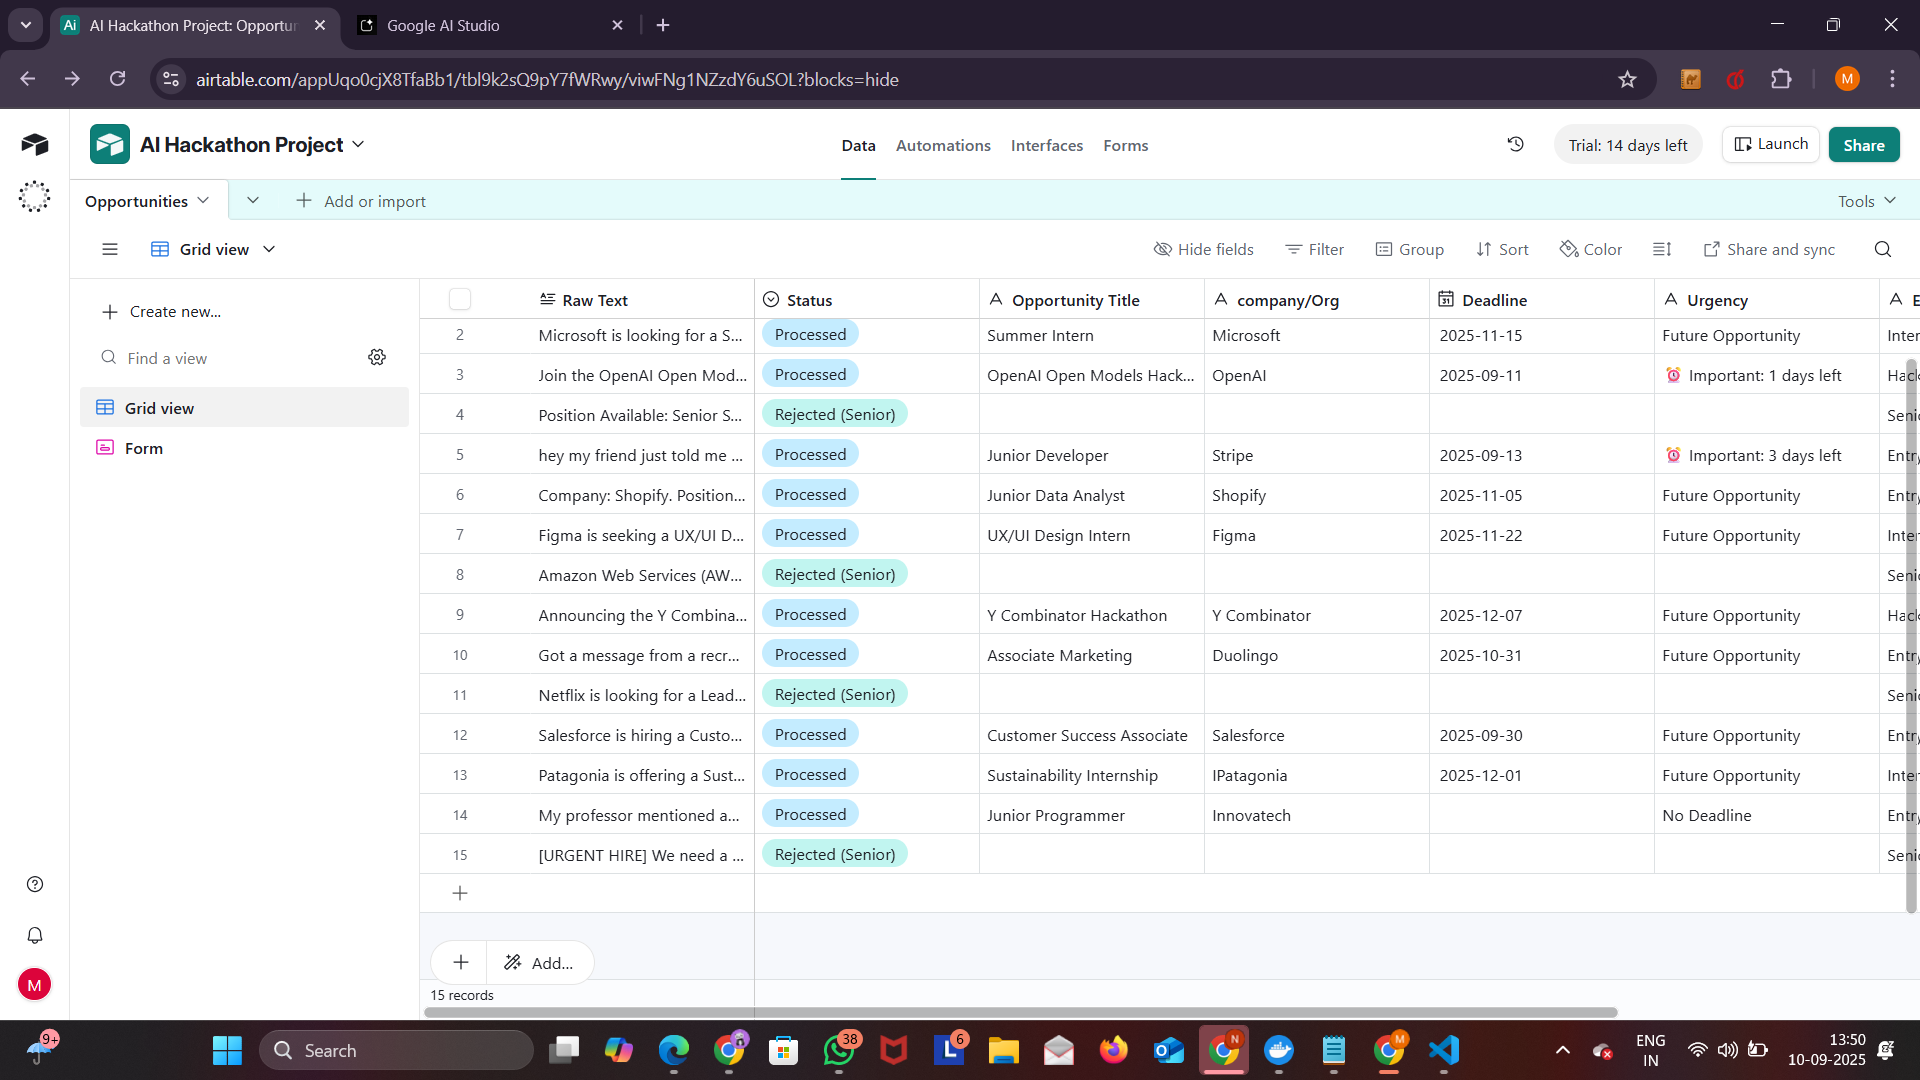 AI Hackathon Project: Opportun
Google AI Studio
airtable.com/appUqo0cjX8TfaBb1/tbl9k2sQ9pY7fWRwy/viwFNg1NZzdY6uSOL?blocks=hide
M
AI Hackathon Project
Data
Automations
Interfaces
Forms
Trial: 14 days left
Launch
Share
Opportunities
Add or import
Tools
Grid view
Hide fields
Filter
Group
Sort
Color
Share and sync
Create new...
Find a view
Grid view
Form
Raw Text Status Opportunity Title company/Org Deadline Urgency E
2 Microsoft is looking for a S... Processed Summer Intern Microsoft 2025-11-15 Future Opportunity Inter
3 Join the OpenAI Open Mod... Processed OpenAI Open Models Hack... OpenAI 2025-09-11 ⏰ Important: 1 days left Hack
4 Position Available: Senior S... Rejected (Senior) Senio
5 hey my friend just told me ... Processed Junior Developer Stripe 2025-09-13 ⏰ Important: 3 days left Entry
6 Company: Shopify. Position... Processed Junior Data Analyst Shopify 2025-11-05 Future Opportunity Entry
7 Figma is seeking a UX/UI D... Processed UX/UI Design Intern Figma 2025-11-22 Future Opportunity Inter
8 Amazon Web Services (AW... Rejected (Senior) Senio
9 Announcing the Y Combina... Processed Y Combinator Hackathon Y Combinator 2025-12-07 Future Opportunity Hack
10 Got a message from a recr... Processed Associate Marketing Duolingo 2025-10-31 Future Opportunity Entry
11 Netflix is looking for a Lead... Rejected (Senior) Senio
12 Salesforce is hiring a Custo... Processed Customer Success Associate Salesforce 2025-09-30 Future Opportunity Entry
13 Patagonia is offering a Sust... Processed Sustainability Internship IPatagonia 2025-12-01 Future Opportunity Inter
14 My professor mentioned a... Processed Junior Programmer Innovatech No Deadline Entry
15 [URGENT HIRE] We need a ... Rejected (Senior) Senio
Add...
15 records
M
9+
Search
38
6
N
M
ENG
IN
13:50
10-09-2025